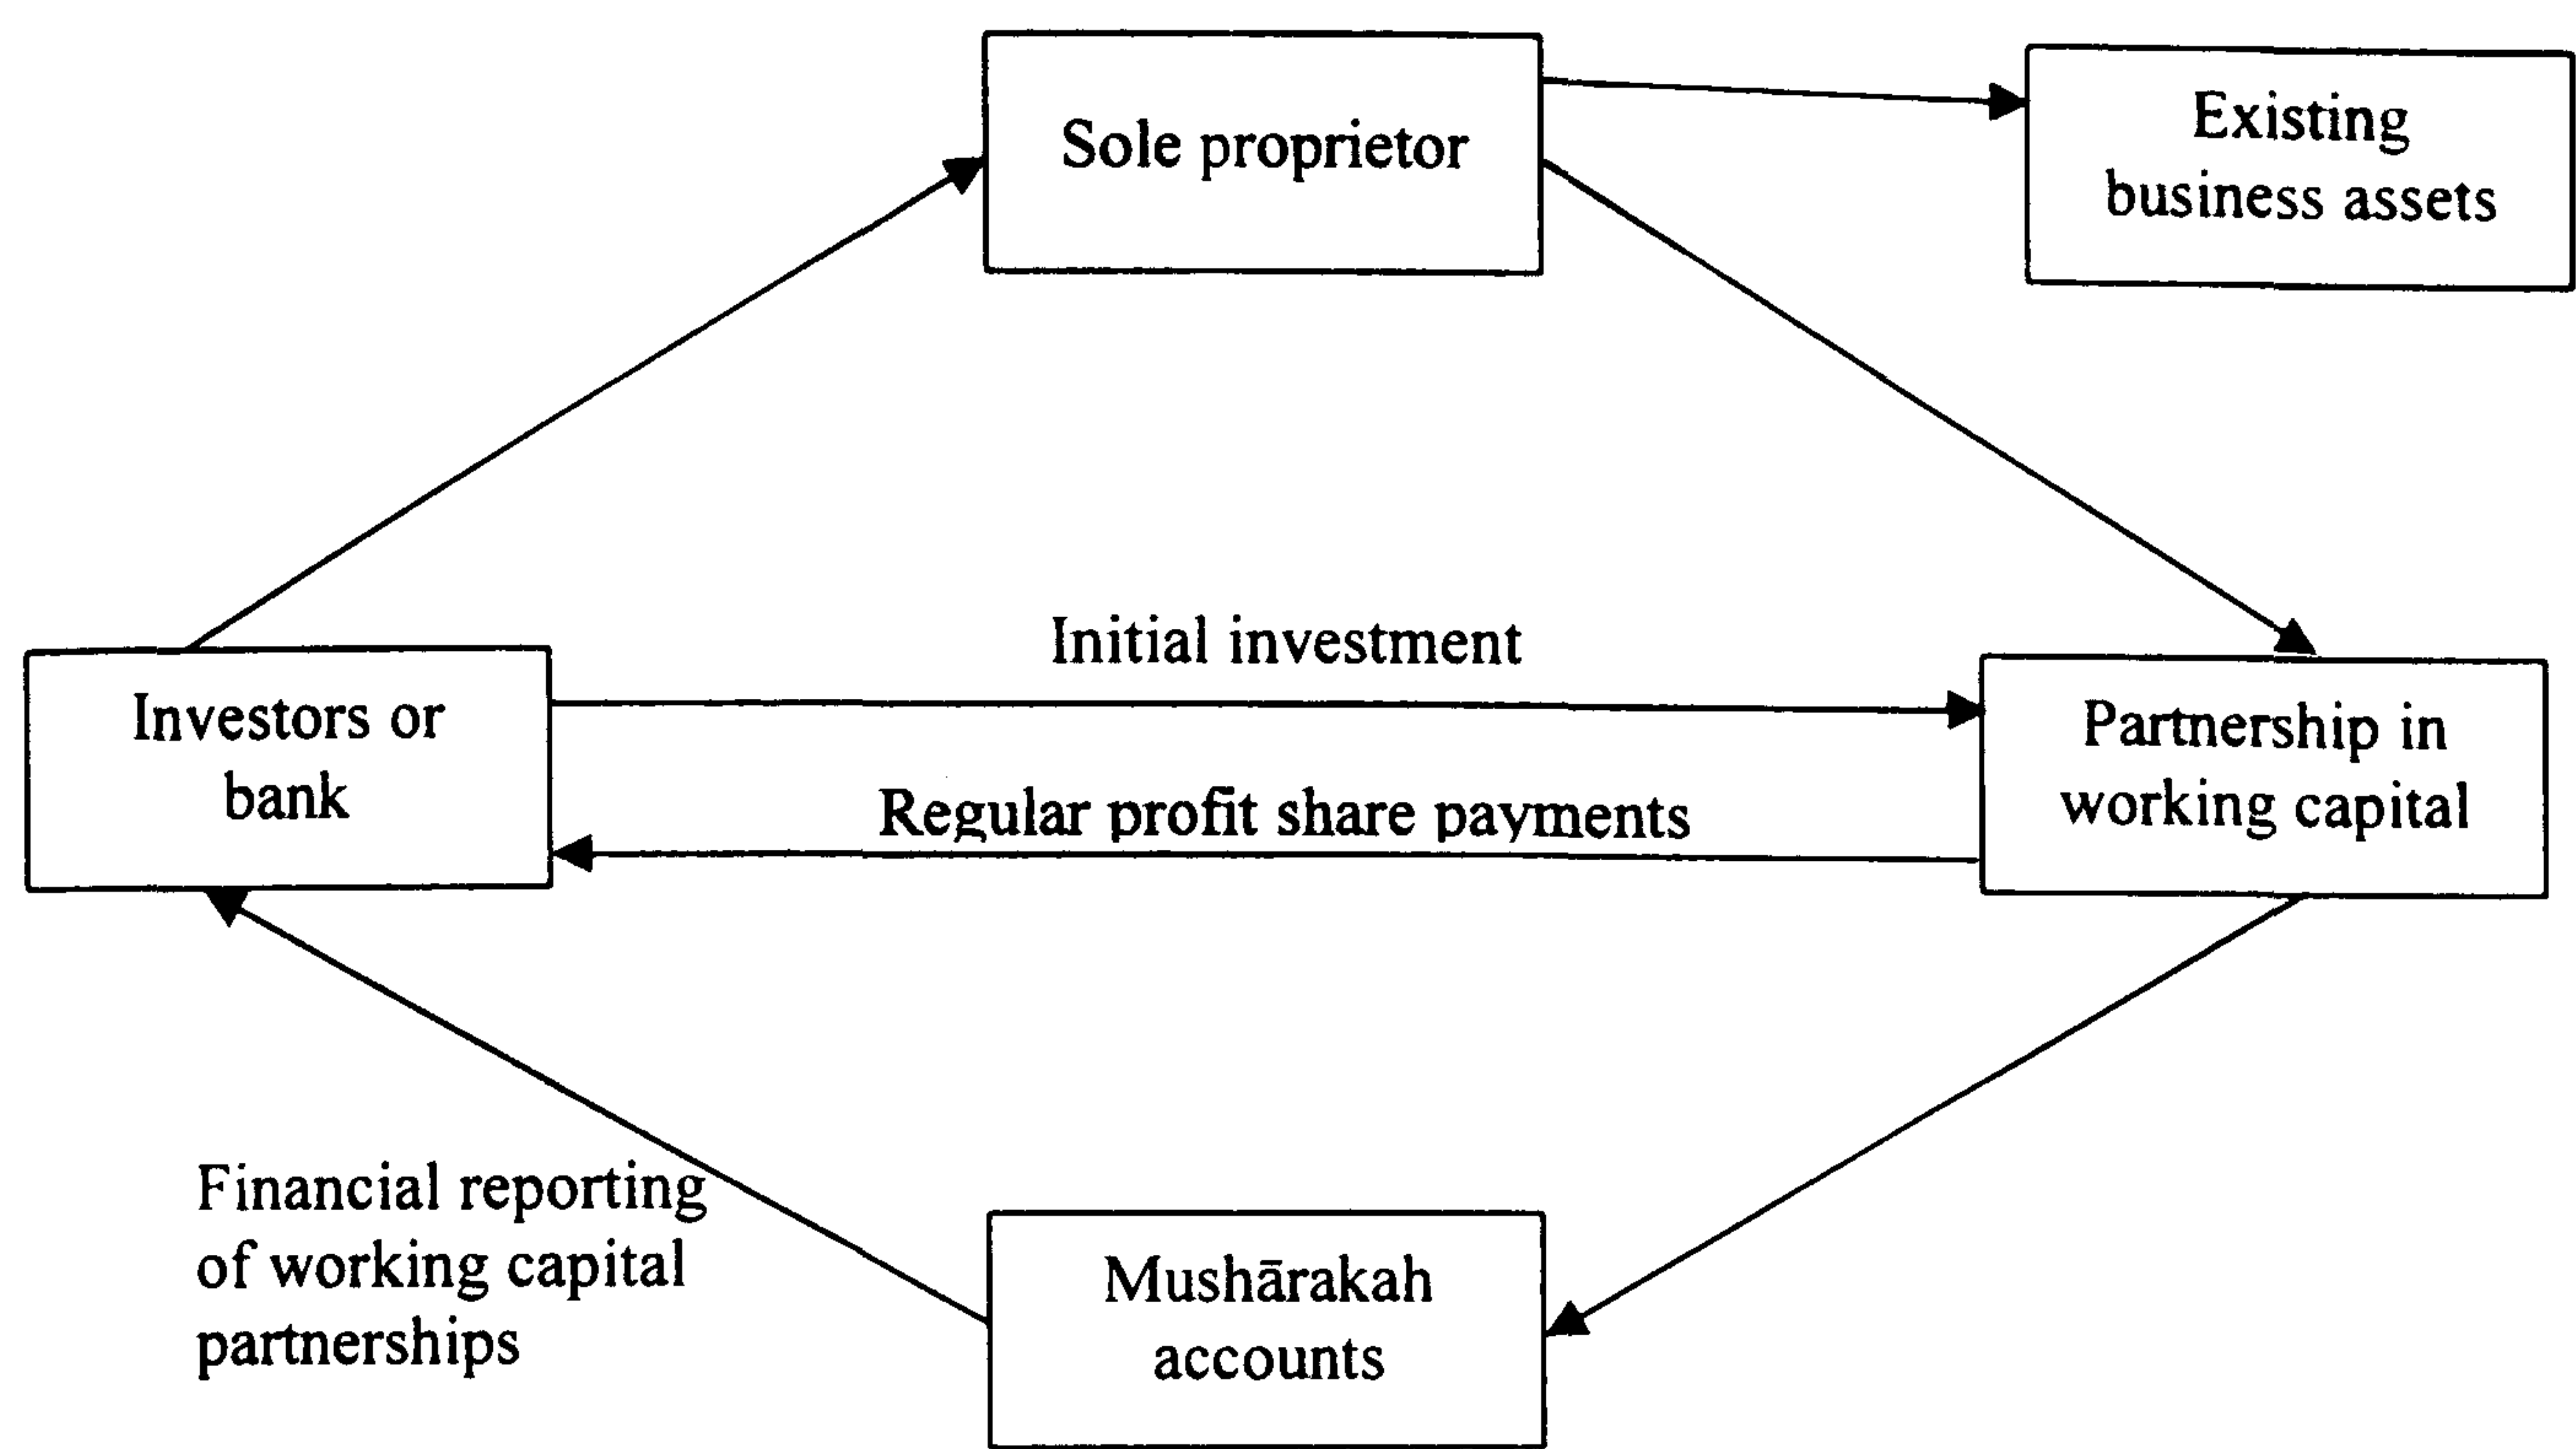 Sole proprietor
Existing
business assets
Initial investment
Investors or
bank
Partnership in
working capital
Regular profit share payments
Financial reporting
of working capital
partnerships
Mushārakah
accounts